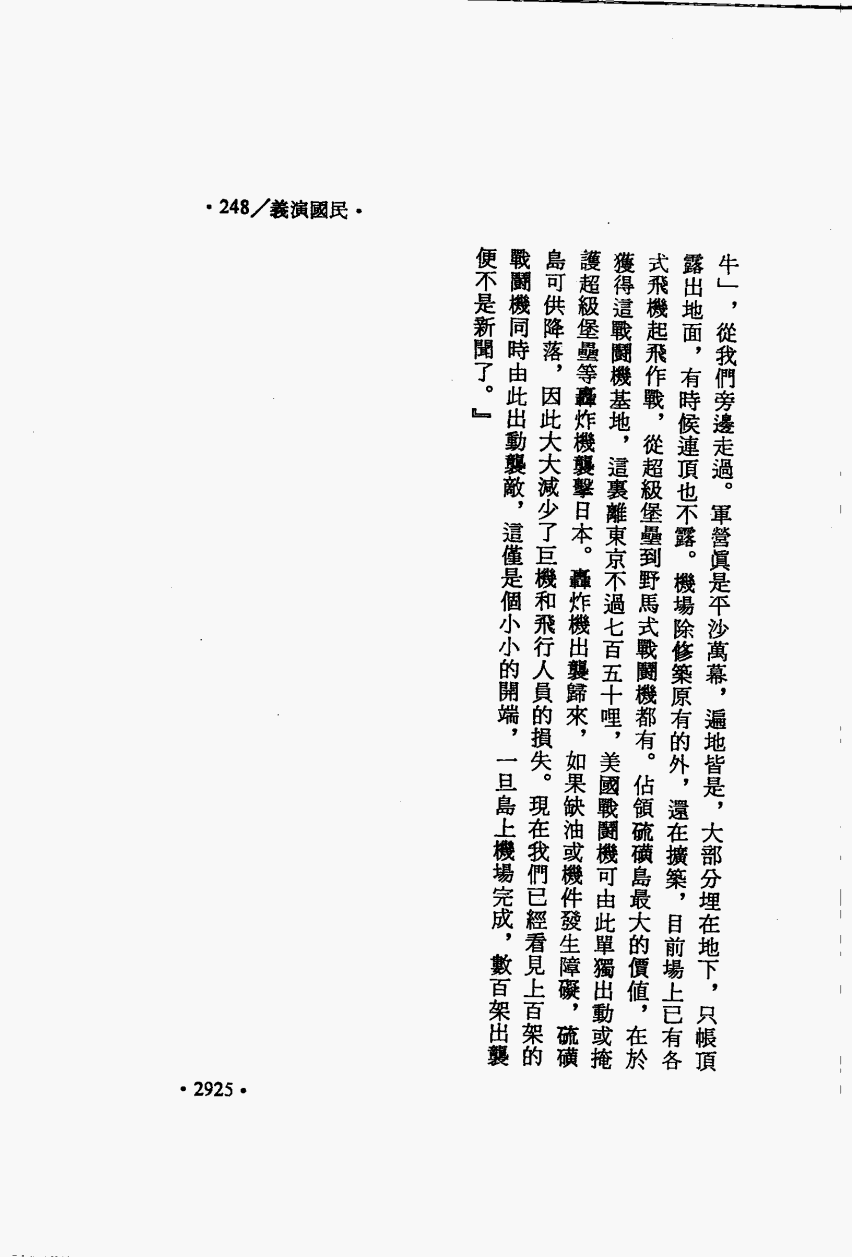 •248／義演國民•
牛」，從我們旁邊走過。軍營眞是平沙萬幕，遍地皆是，大部分埋在地下，只帳頂
露出地面，有時候連頂也不露。機場除修築原有的外，還在擴築，目前場上已有各
式飛機起飛作戰，從超級堡壘到野馬式戰鬪機都有。佔領硫磺島最大的價値，在於
獲得這戰鬪機基地，這裏離東京不過七百五十哩，美國戰鬪機可由此單獨出動或掩
護超級堡壘等轟炸機襲擊日本。轟炸機出襲歸來，如果缺油或機件發生障礙，硫磺
島可供降落，因此大大減少了巨機和飛行人員的損失。現在我們已經看見上百架的
戰鬪機同時由此出動襲敵，這僅是個小小的開端，一旦島上機場完成，數百架出襲
便不是新聞了。』
•2925•